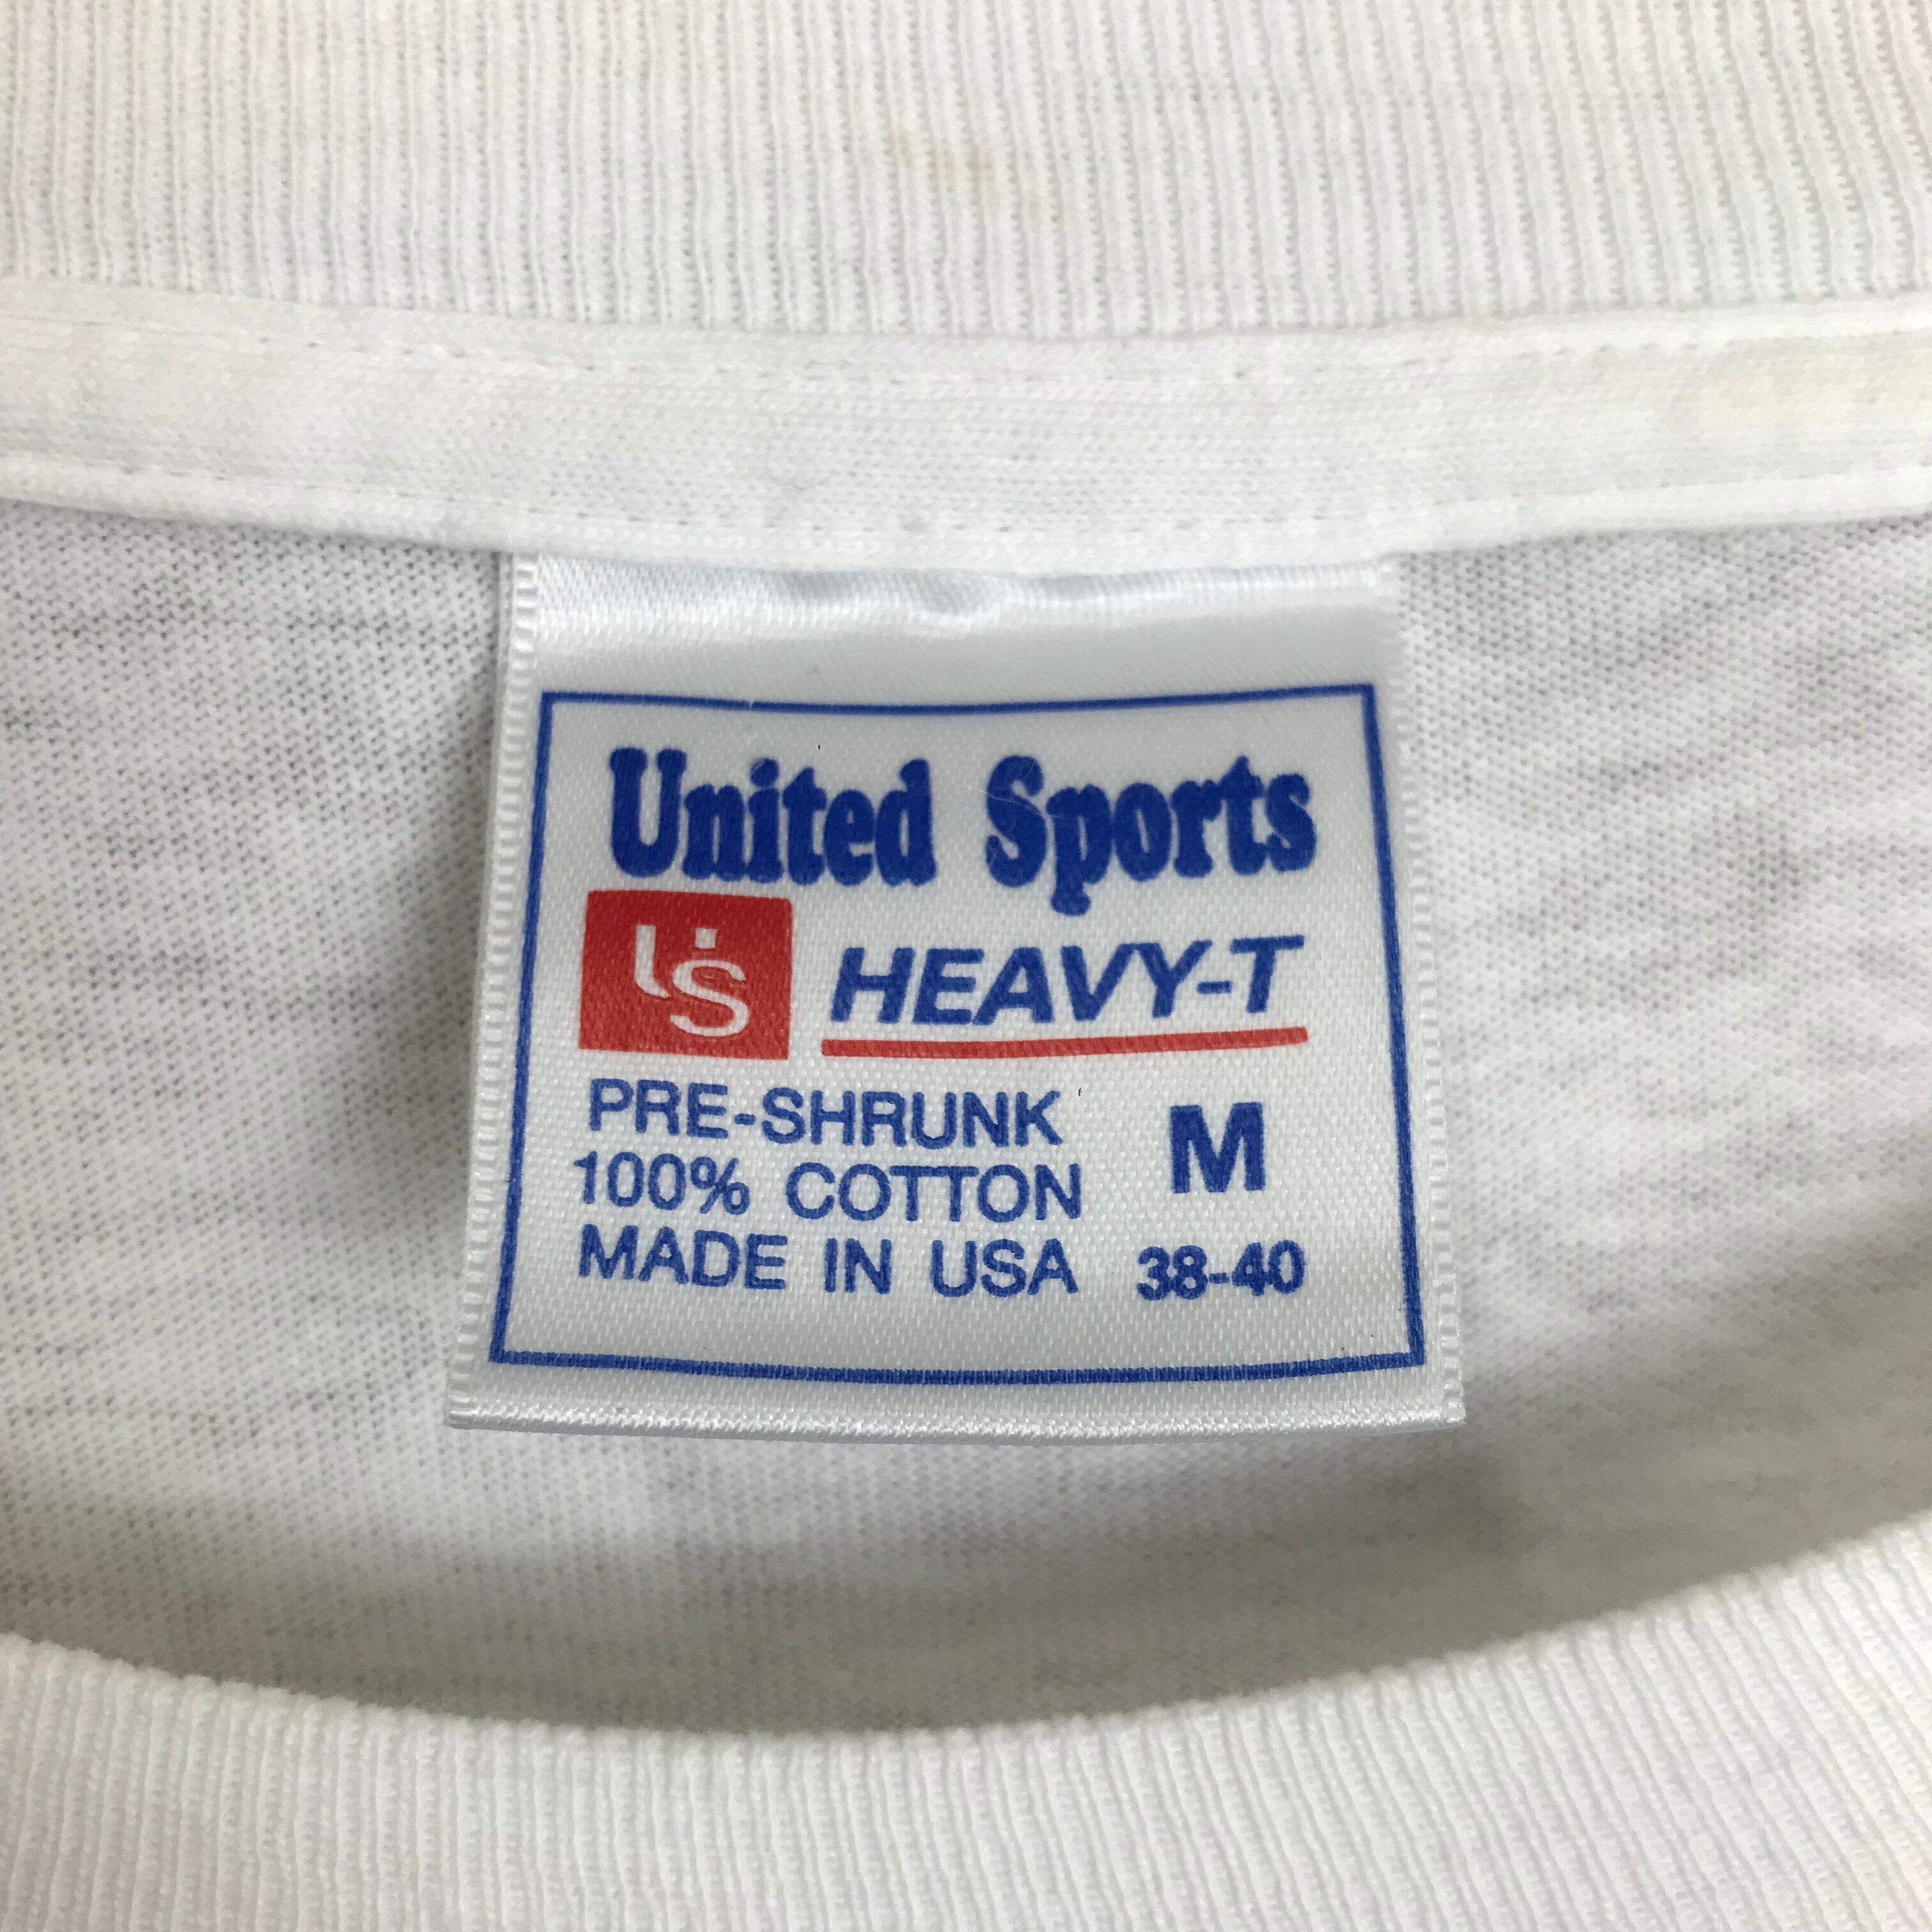 United Sports
US HEAVY-T
PRE-SHRUNK M
100% COTTON
MADE IN USA 38-40